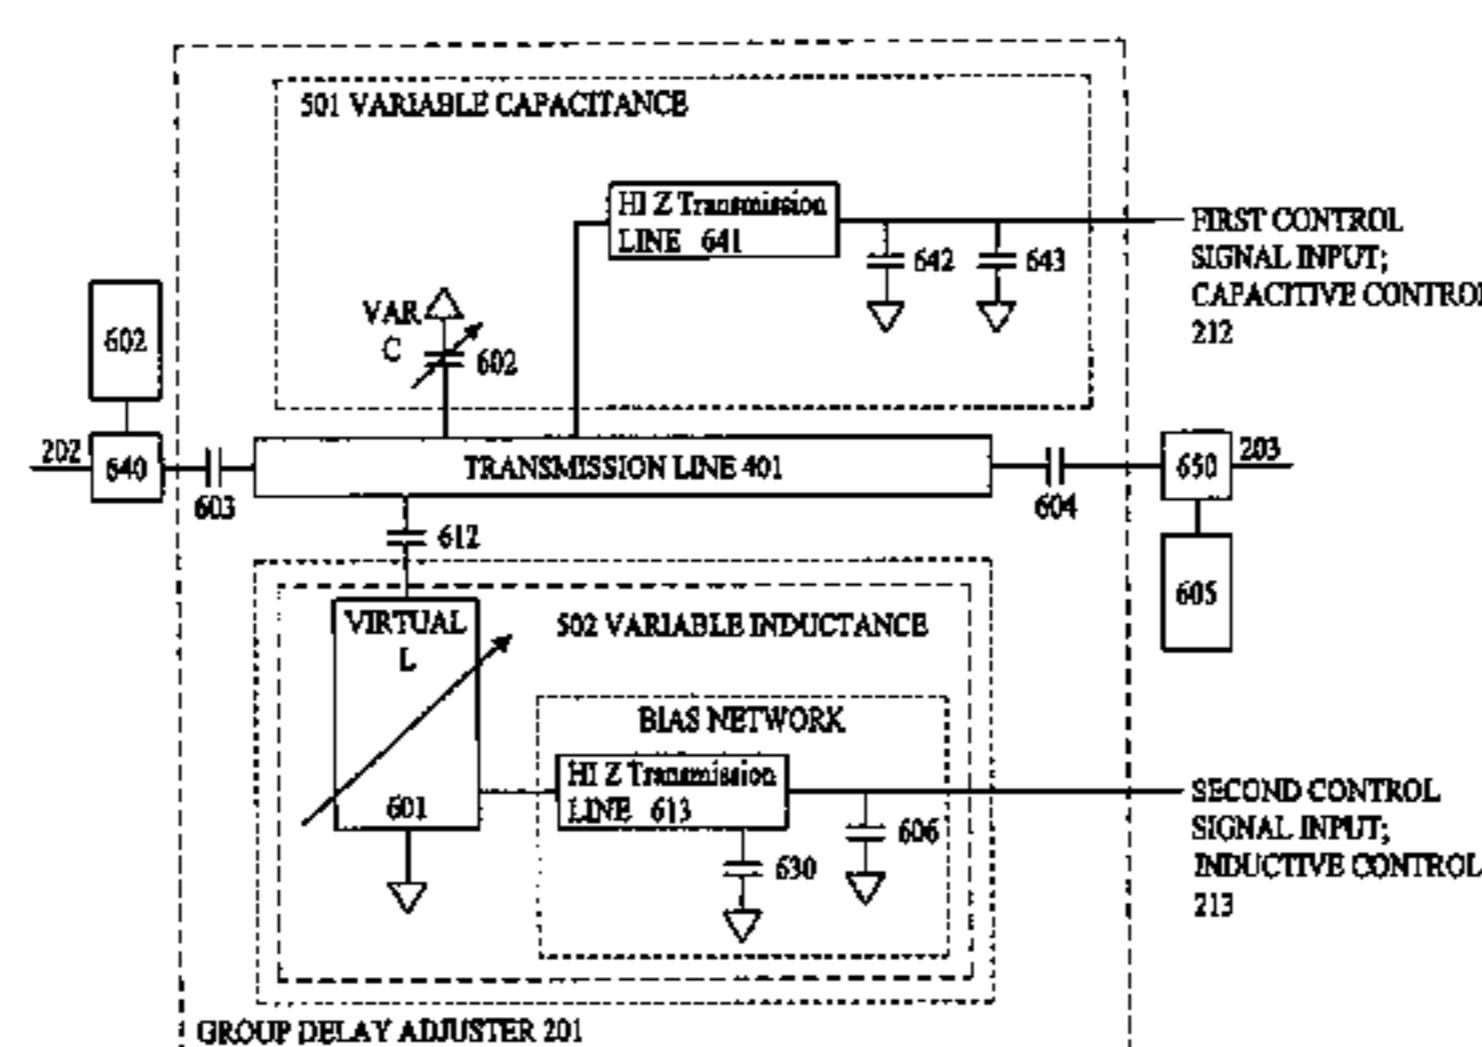 501 VARIABLE CAPACITANCE
HI Z Transmission
LINE 641
642
643
FIRST CONTROL
SIGNAL INPUT;
CAPACITIVE CONTROL
212
VAR
C
602
602
202
640
603
TRANSMISSION LINE 401
604
650
203
612
605
VIRTUAL
L
502 VARIABLE INDUCTANCE
BIAS NETWORK
HI Z Transmission
LINE 613
601
606
630
SECOND CONTROL
SIGNAL INPUT;
INDUCTIVE CONTROL
213
GROUP DELAY ADJUSTER 201